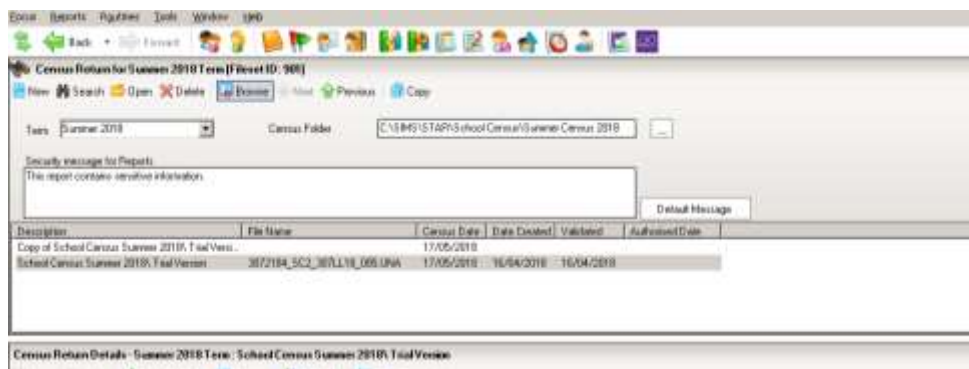 Focus Reports Routines Tools Window Help
Back Forward
Census Return for Summer 2018 Term [Fileset ID: 901]
New Search Open Delete Browse Next Previous Copy
Term Summer 2018 Census Folder C:\SIMS\STAR\School Census\Summer Census 2018 ...
Security message for Reports
This report contains sensitive information.
Default Message
Description File Name Census Date Date Created Validated Authorised Date
Copy of School Census Summer 2018\ Trial Versi.. 17/05/2018
School Census Summer 2018\ Trial Version 17/05/2018 16/04/2018 16/04/2018
Census Return Details - Summer 2018 Term : School Census Summer 2018\ Trial Version